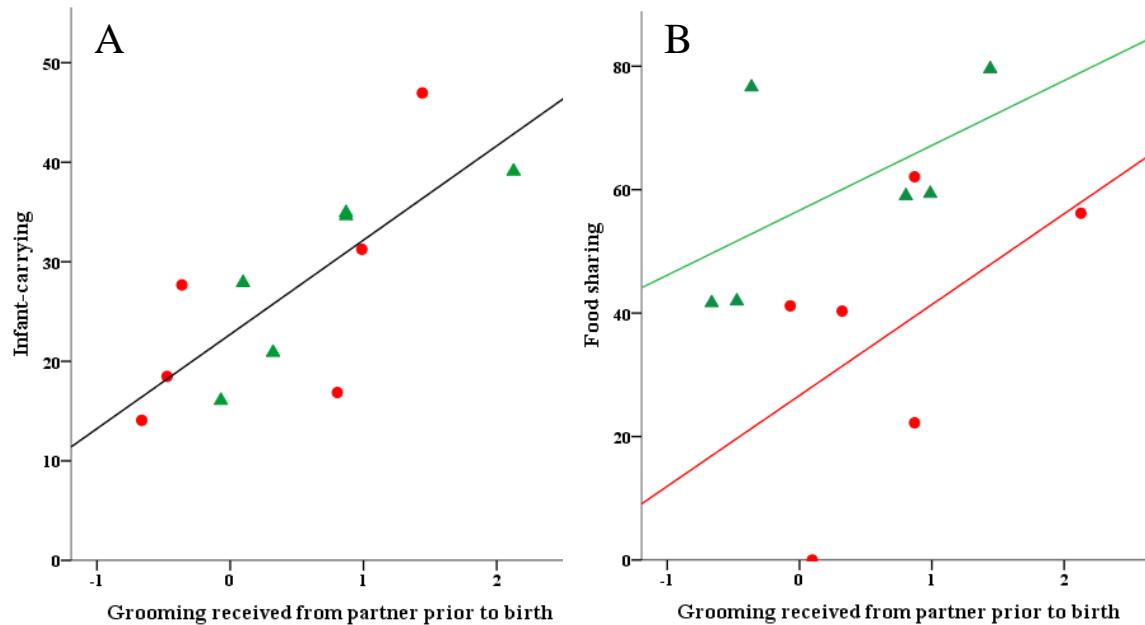 A
50
40
30
20
10
0
Infant-carrying
-1 0 1 2
Grooming received from partner prior to birth
B
80
60
40
20
0
Food sharing
-1 0 1 2
Grooming received from partner prior to birth